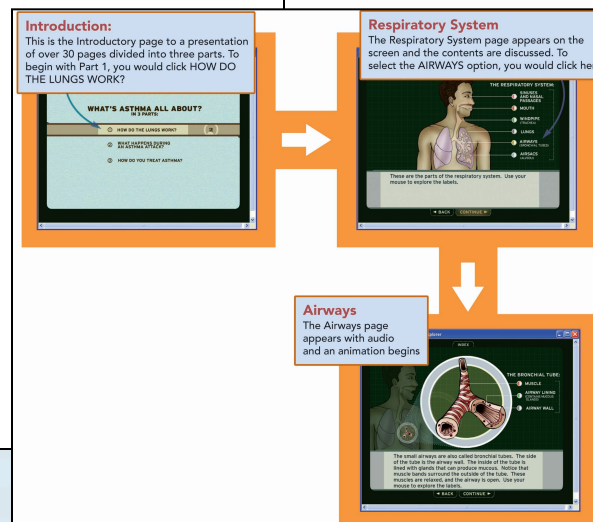 Introduction:
This is the Introductory page to a presentation
of over 30 pages divided into three parts. To
begin with Part 1, you would click HOW DO
THE LUNGS WORK?
WHAT'S ASTHMA ALL ABOUT?
IN 3 PARTS:
HOW DO THE LUNGS WORK?
WHAT HAPPENS DURING
AN ASTHMA ATTACK?
HOW DO YOU TREAT ASTHMA?
Respiratory System
The Respiratory System page appears on the
screen and the contents are discussed. To
select the AIRWAYS option, you would click her
THE RESPIRATORY SYSTEM:
SINUSES
AND NASAL
PASSAGES
MOUTH
WINDPIPE
(TRACHEA)
LUNGS
AIRWAYS
(BRONCHIAL TUBES)
AIRSACS
(ALVEOLI)
These are the parts of the respiratory system. Use your
mouse to explore the labels.
BACK CONTINUE
Airways
The Airways page
appears with audio
and an animation begins
plorer
INDEX
THE BRONCHIAL TUBE:
MUSCLE
AIRWAY LINING
AIRWAY WALL
The small airways are also called bronchial tubes. The side
of the tube is the airway wall. The inside of the tube is
lined with glands that can produce mucous. Notice that
muscle bands surround the outside of the tube. These
muscles are relaxed, and the airway is open. Use your
mouse to explore the labels.
BACK CONTINUE